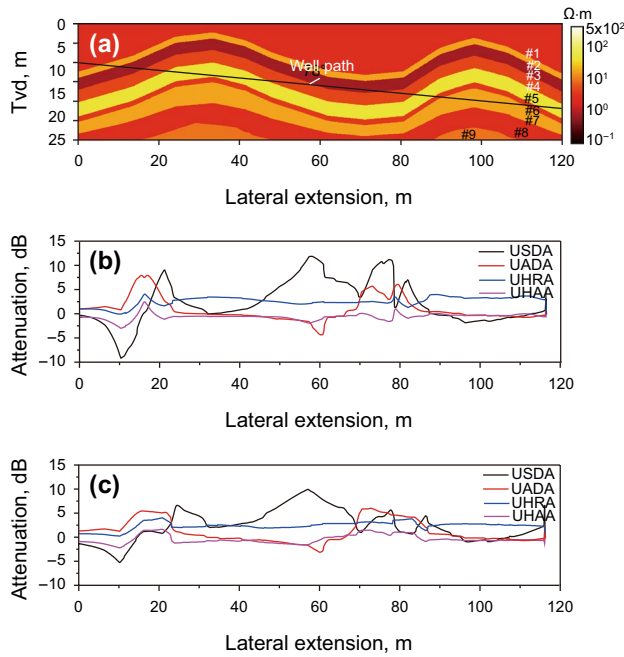 (a)
Ω·m
0
5
10
15
20
25
Tvd, m
Wall path
#1
#2
#3
#4
#5
#6
#7
#8
#9
5×10²
10²
10¹
10⁰
10⁻¹
0 20 40 60 80 100 120
Lateral extension, m
(b)
15
10
5
0
−5
−10
Attenuation, dB
USDA
UADA
UHRA
UHAA
0 20 40 60 80 100 120
Lateral extension, m
(c)
15
10
5
0
−5
−10
Attenuation, dB
USDA
UADA
UHRA
UHAA
0 20 40 60 80 100 120
Lateral extension, m